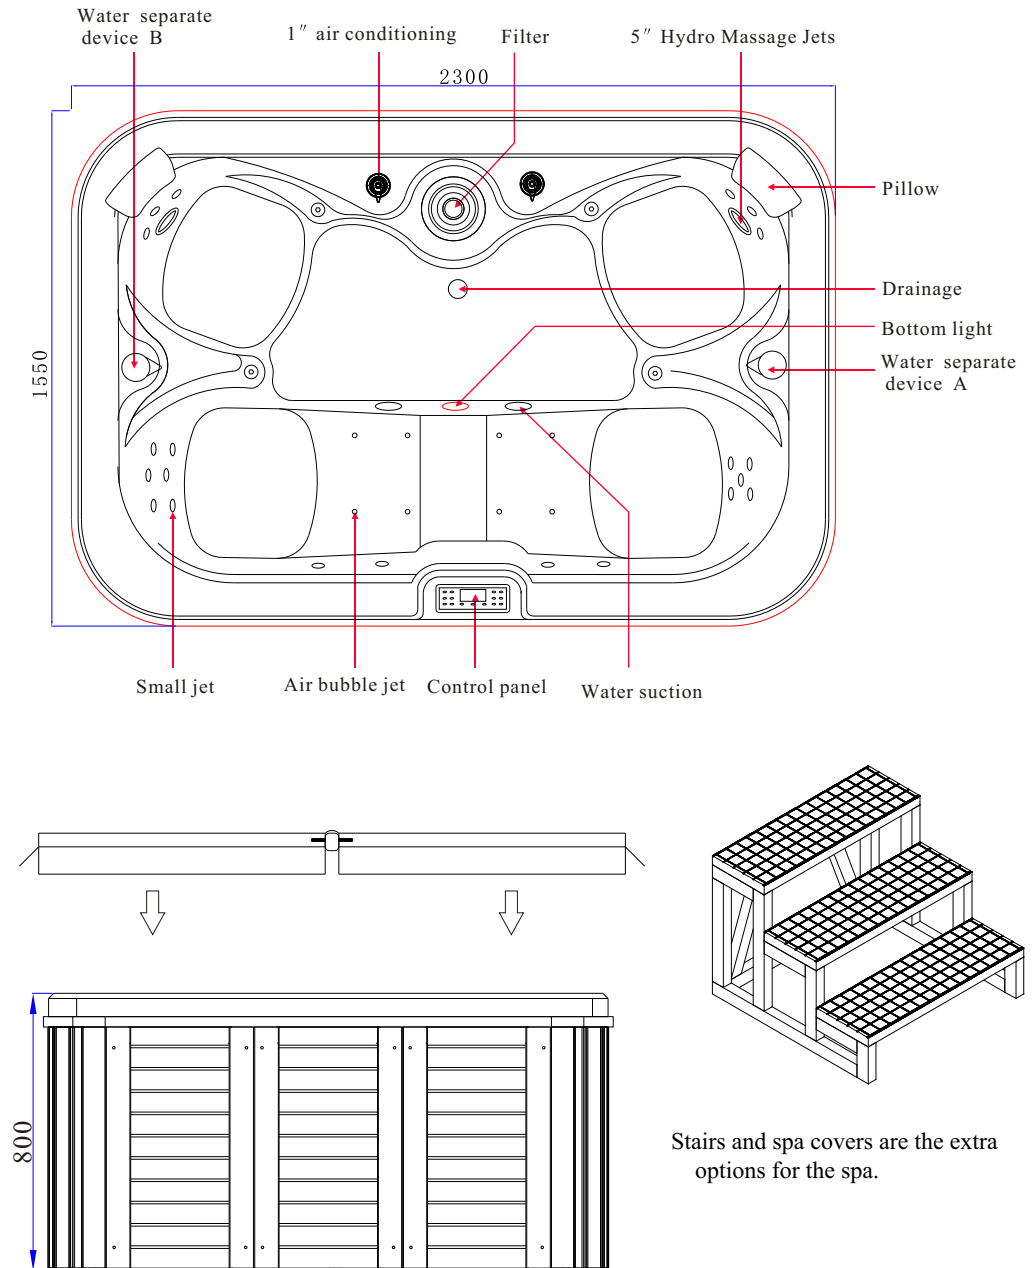 Water separate
device B
1" air conditioning
Filter
5" Hydro Massage Jets
2300
Pillow
Drainage
Bottom light
Water separate
device A
1550
Small jet
Air bubble jet
Control panel
Water suction
800
Stairs and spa covers are the extra
options for the spa.